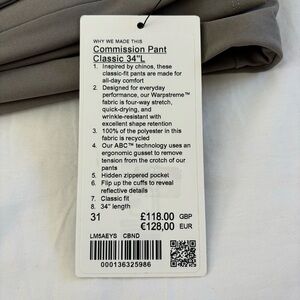 WHY WE MADE THIS
Commission Pant
Classic 34"L
1. Inspired by chinos, these
classic-fit pants are made for
all-day comfort
2. Designed for everyday
performance, our Warpstreme™
fabric is four-way stretch,
quick-drying, and
wrinkle-resistant with
excellent shape retention
3. 100% of the polyester in this
fabric is recycled
4. Our ABC™ technology uses an
ergonomic gusset to remove
tension from the crotch of our
pants
5. Hidden zippered pocket
6. Flip up the cuffs to reveal
reflective details
7. Classic fit
8. 34" length
31 £118.00 GBP
€128,00 EUR
LM5AEYS CBND
000136325986